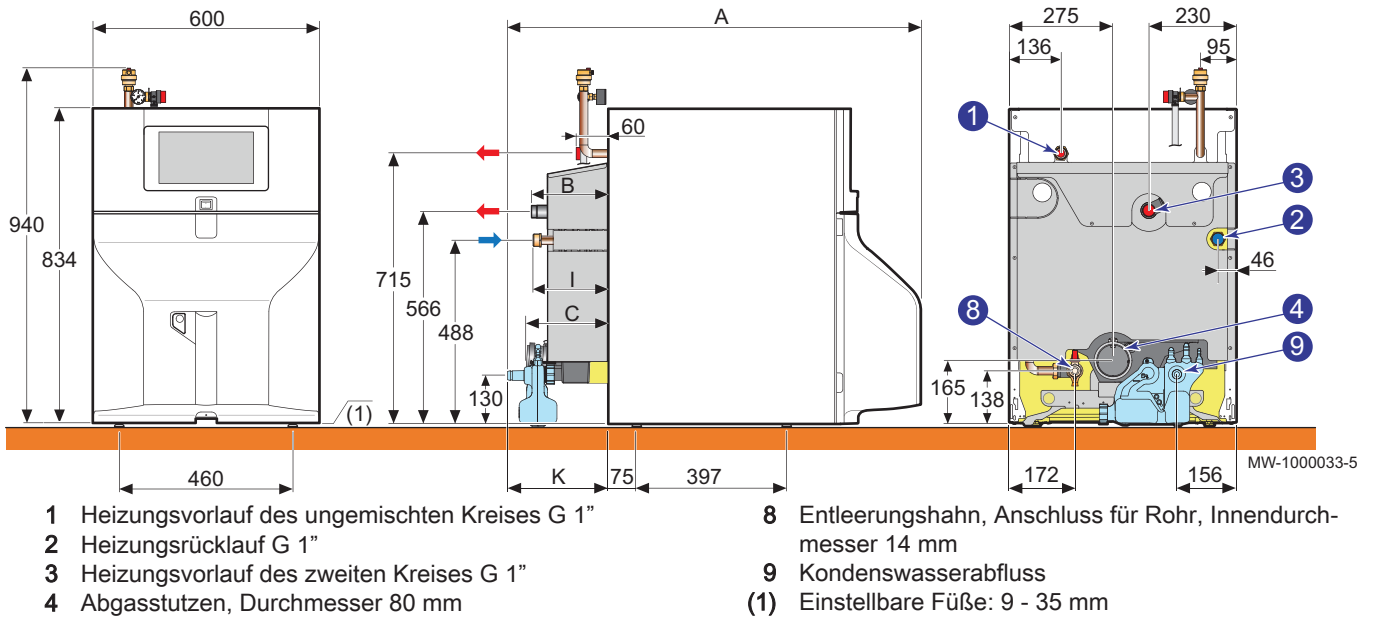 600
A
275
230
136
95
60
1
B
3
940
834
2
715
46
566
I
488
C
8
4
9
165
130
138
(1)
MW-1000033-5
460
K
75
397
172
156
1 Heizungsvorlauf des ungemischten Kreises G 1”
2 Heizungsrücklauf G 1”
3 Heizungsvorlauf des zweiten Kreises G 1”
4 Abgasstutzen, Durchmesser 80 mm
8 Entleerungshahn, Anschluss für Rohr, Innendurch-
messer 14 mm
9 Kondenswasserabfluss
(1) Einstellbare Füße: 9 - 35 mm